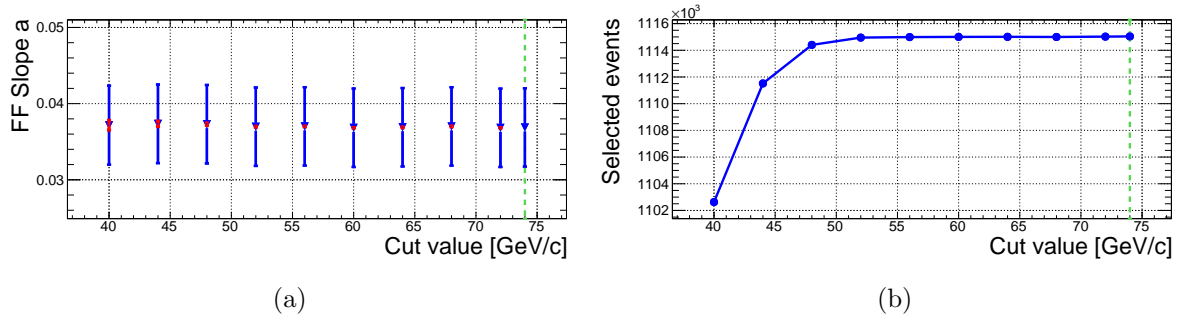 FF Slope a
0.05
0.04
0.03
40 45 50 55 60 65 70 75
Cut value [GeV/c]
(a)
×10³
Selected events
1116
1114
1112
1110
1108
1106
1104
1102
40 45 50 55 60 65 70 75
Cut value [GeV/c]
(b)